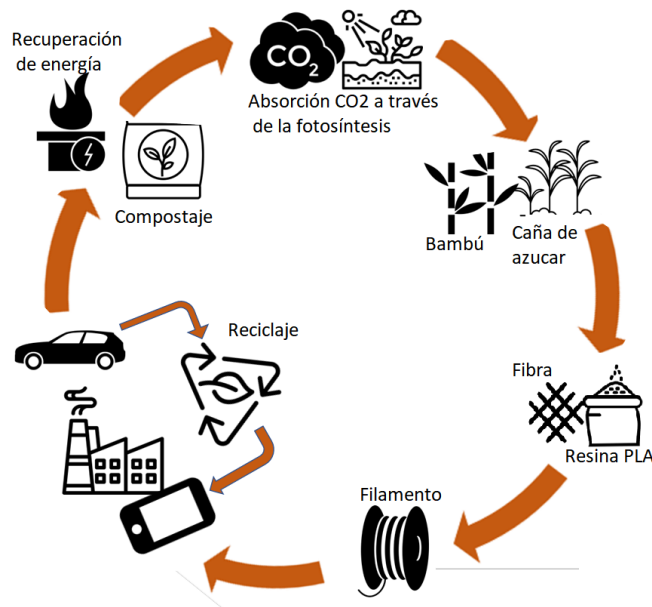 Recuperación
de energía
CO2
Absorción CO2 a través
de la fotosíntesis
Compostaje
Bambú
Caña de
azucar
Reciclaje
Fibra
Resina PLA
Filamento